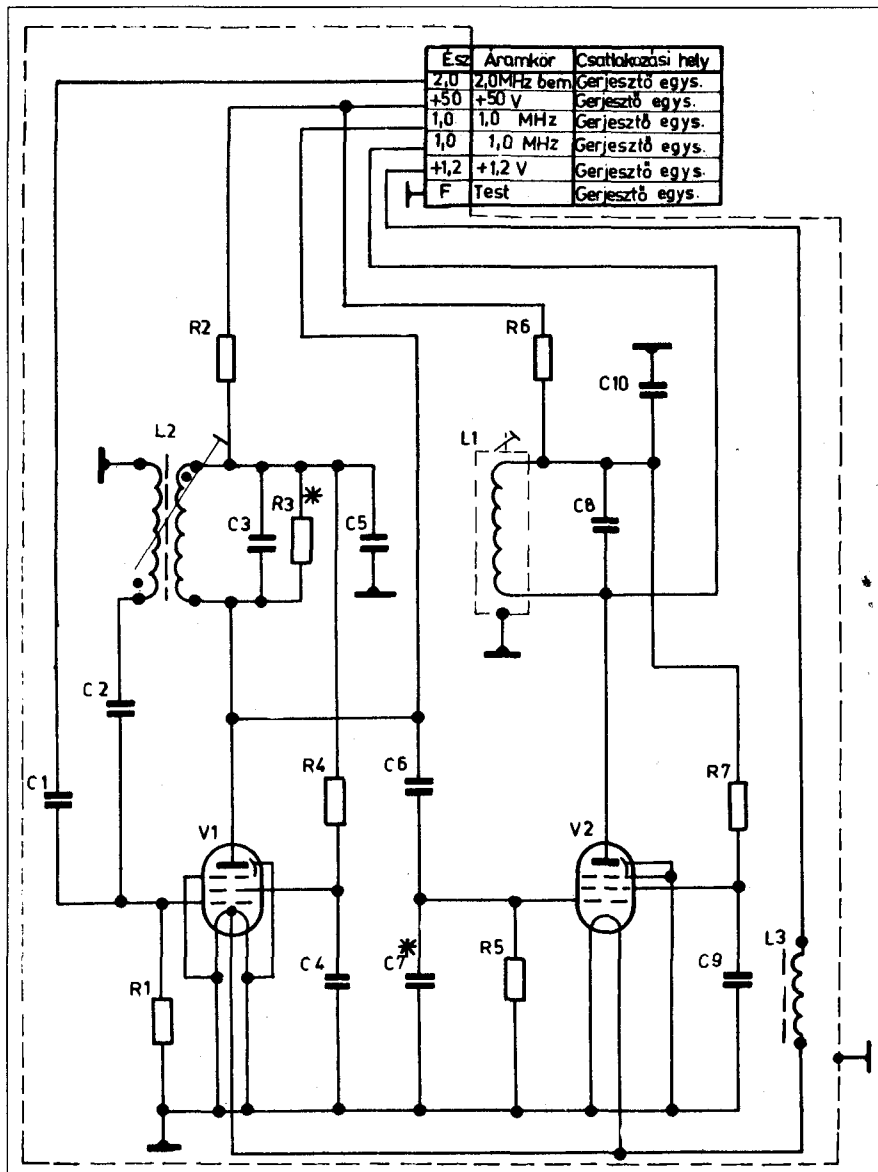 Ész Áramkör Csatlakozási hely
2,0 2,0MHz bem Gerjesztő egys.
+50 +50 V Gerjesztő egys.
1,0 1,0 MHz Gerjesztő egys.
1,0 1,0 MHz Gerjesztő egys.
+1,2 +1,2 V Gerjesztő egys.
F Test Gerjesztő egys.
R2 R6
C10
L2 L1
C3 R3 * C5 C8
C2
C1 R4 C6 R7
V1 V2
R1 C4 * C7 R5 C9 L3